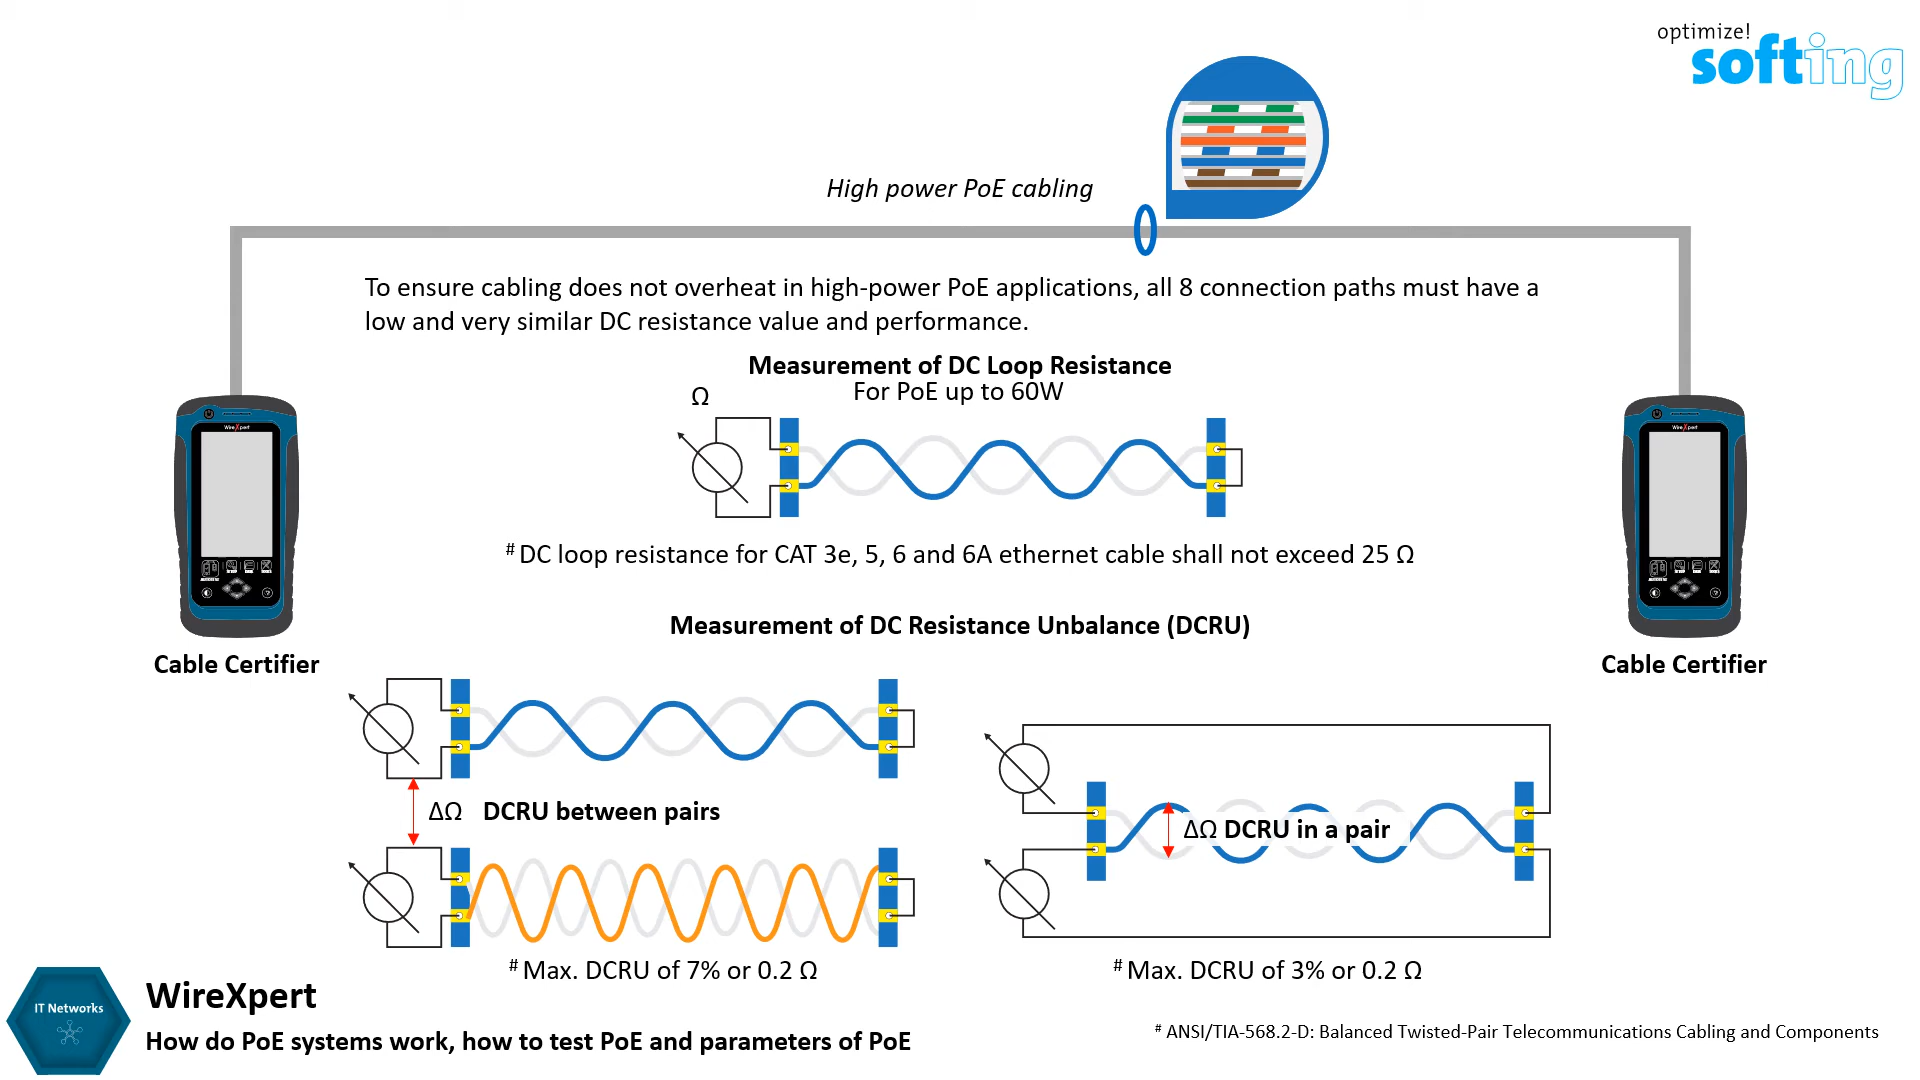 optimize!
softing
High power PoE cabling
To ensure cabling does not overheat in high-power PoE applications, all 8 connection paths must have a
low and very similar DC resistance value and performance.
Measurement of DC Loop Resistance
For PoE up to 60W
Ω
WireXpert
WireXpert
# DC loop resistance for CAT 3e, 5, 6 and 6A ethernet cable shall not exceed 25 Ω
Measurement of DC Resistance Unbalance (DCRU)
Cable Certifier
Cable Certifier
ΔΩ DCRU between pairs
ΔΩ DCRU in a pair
# Max. DCRU of 7% or 0.2 Ω
# Max. DCRU of 3% or 0.2 Ω
IT Networks
WireXpert
How do PoE systems work, how to test PoE and parameters of PoE
# ANSI/TIA-568.2-D: Balanced Twisted-Pair Telecommunications Cabling and Components